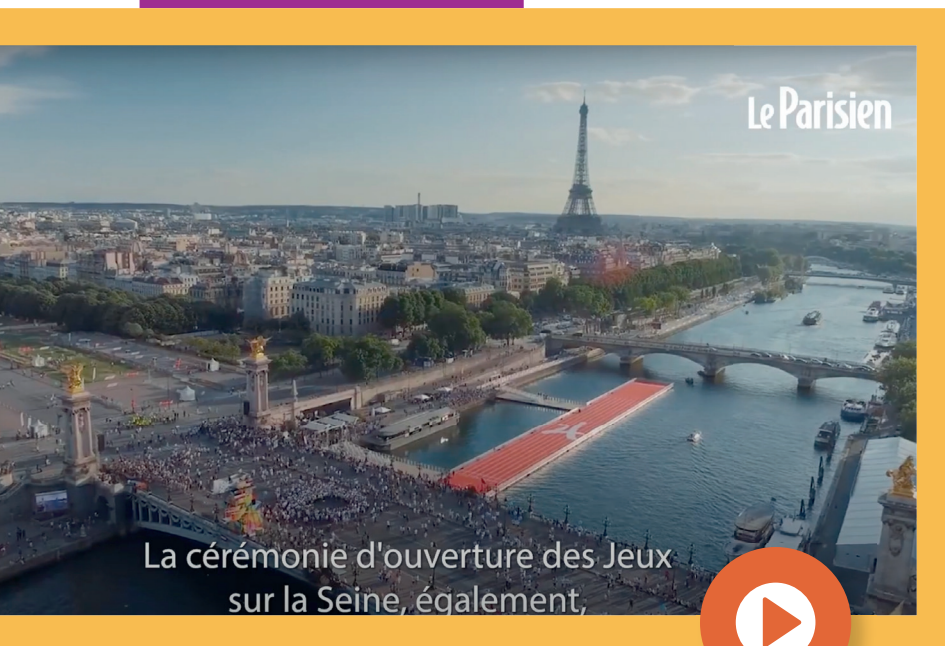 Le Parisien
La cérémonie d'ouverture des Jeux
sur la Seine, également,